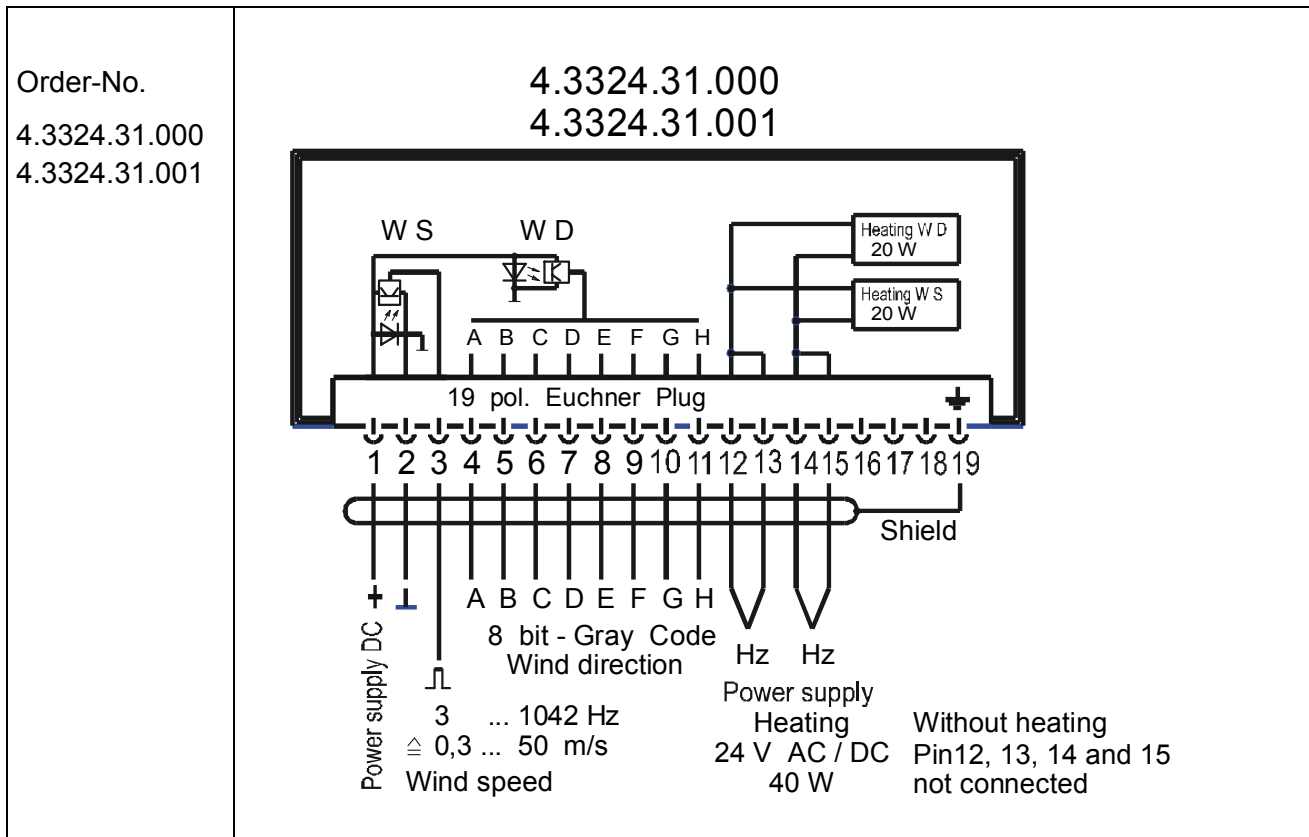 Order-No.
4.3324.31.000
4.3324.31.001
4.3324.31.000
4.3324.31.001
W S
W D
Heating W D
20 W
Heating W S
20 W
A B C D E F G H
19 pol. Euchner Plug
1 2 3 4 5 6 7 8 9 10 11 12 13 14 15 16 17 18 19
Shield
+ ⊥
A B C D E F G H
Power supply DC
8 bit - Gray Code
Wind direction
Hz Hz
3 ... 1042 Hz
≙ 0,3 ... 50 m/s
Wind speed
Power supply
Heating
24 V AC / DC
40 W
Without heating
Pin12, 13, 14 and 15
not connected